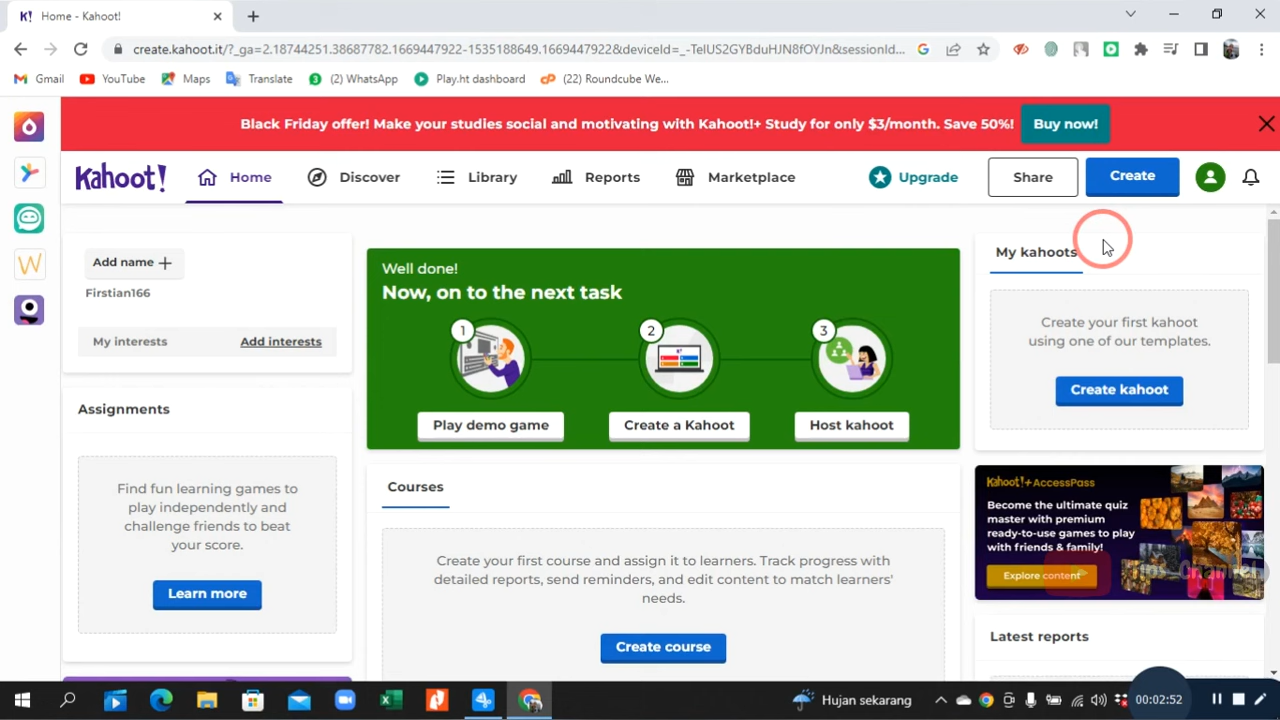 K! Home - Kahoot!
create.kahoot.it/?_ga=2.18744251.38687782.1669447922-1535188649.1669447922&deviceId=_-TelUS2GYBduHJN8fOYJn&sessionId...
Gmail YouTube Maps Translate (2) WhatsApp Play.ht dashboard (22) Roundcube We...
Black Friday offer! Make your studies social and motivating with Kahoot!+ Study for only $3/month. Save 50%! Buy now!
Kahoot! Home Discover Library Reports Marketplace Upgrade Share Create
Add name +
Firstian166
My interests Add interests
Assignments
Find fun learning games to
play independently and
challenge friends to beat
your score.
Learn more
Well done!
Now, on to the next task
1 2 3
Play demo game Create a Kahoot Host kahoot
Courses
Create your first course and assign it to learners. Track progress with
detailed reports, send reminders, and edit content to match learners'
needs.
Create course
My kahoots
Create your first kahoot
using one of our templates.
Create kahoot
Kahoot!+ AccessPass
Become the ultimate quiz
master with premium
ready-to-use games to play
with friends & family!
Explore content
Tips Channel
Latest reports
Hujan sekarang
00:02:52